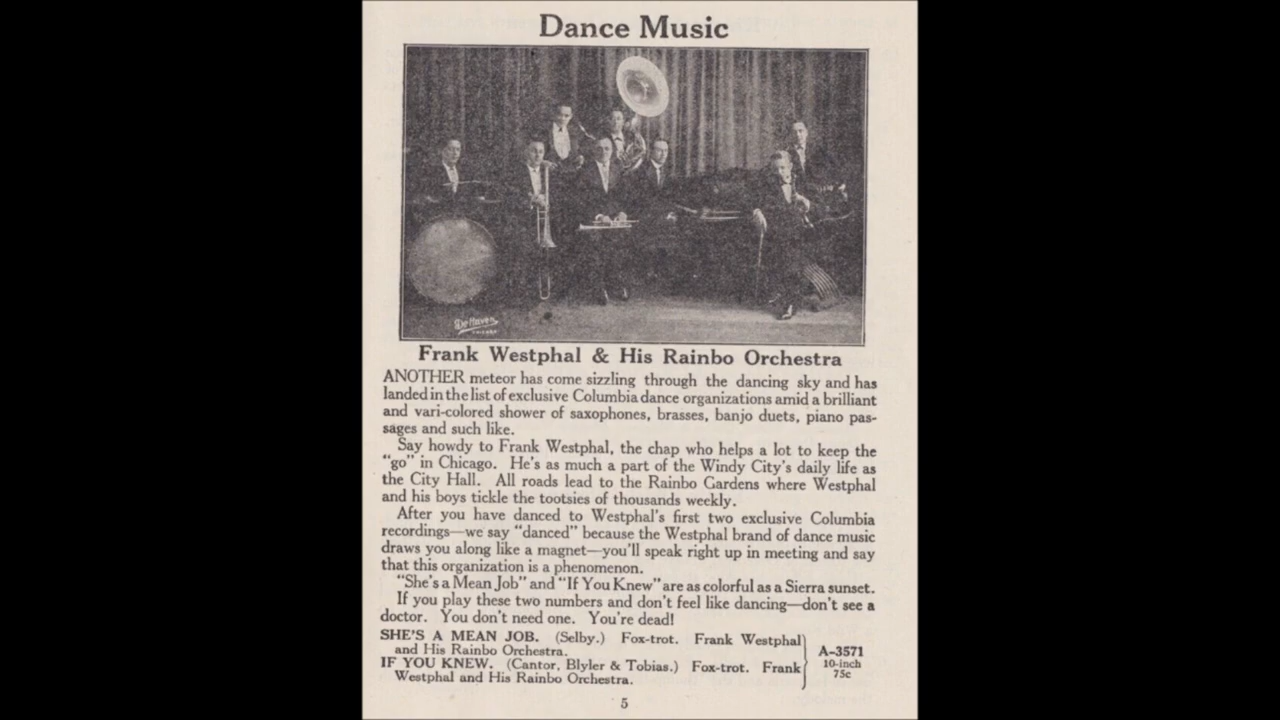 Dance Music
DeHaven
CHICAGO
Frank Westphal & His Rainbo Orchestra
ANOTHER meteor has come sizzling through the dancing sky and has
landed in the list of exclusive Columbia dance organizations amid a brilliant
and vari-colored shower of saxophones, brasses, banjo duets, piano pas-
sages and such like.
Say howdy to Frank Westphal, the chap who helps a lot to keep the
"go" in Chicago. He's as much a part of the Windy City's daily life as
the City Hall. All roads lead to the Rainbo Gardens where Westphal
and his boys tickle the tootsies of thousands weekly.
After you have danced to Westphal's first two exclusive Columbia
recordings—we say "danced" because the Westphal brand of dance music
draws you along like a magnet—you'll speak right up in meeting and say
that this organization is a phenomenon.
"She's a Mean Job" and "If You Knew" are as colorful as a Sierra sunset.
If you play these two numbers and don't feel like dancing—don't see a
doctor. You don't need one. You're dead!
SHE'S A MEAN JOB. (Selby.) Fox-trot. Frank Westphal
and His Rainbo Orchestra.
IF YOU KNEW. (Cantor, Blyler & Tobias.) Fox-trot. Frank
Westphal and His Rainbo Orchestra.
A-3571
10-inch
75c
5